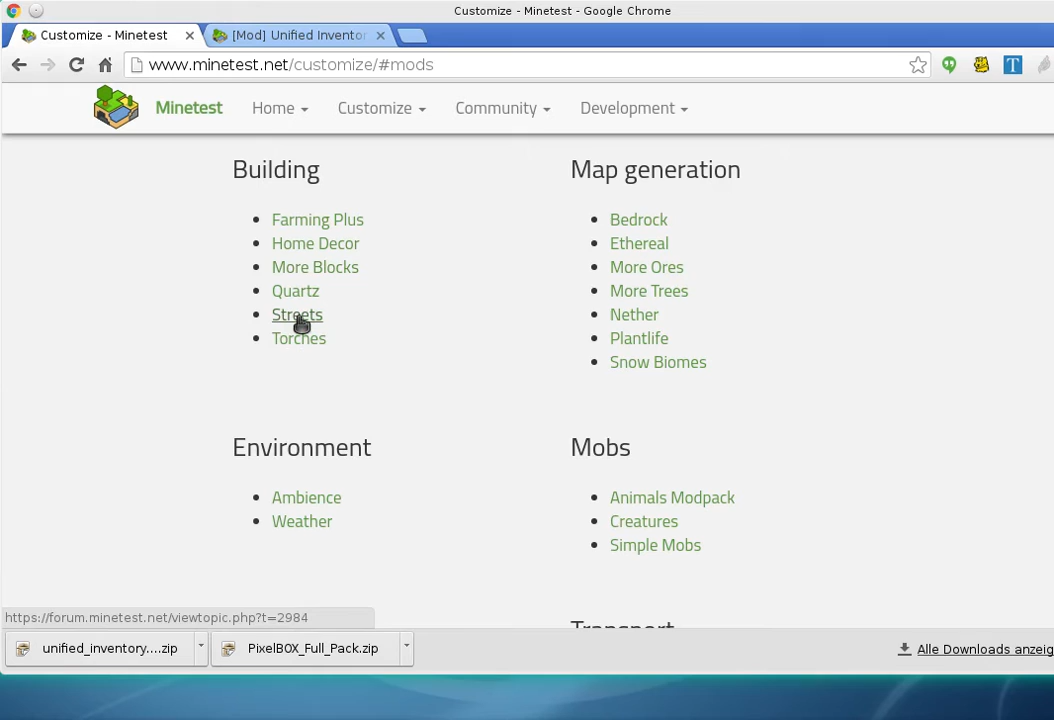 Customize - Minetest - Google Chrome
Customize - Minetest
[Mod] Unified Invento
www.minetest.net/customize/#mods
Minetest Home Customize Community Development
Building
Farming Plus
Home Decor
More Blocks
Quartz
Streets
Torches
Map generation
Bedrock
Ethereal
More Ores
More Trees
Nether
Plantlife
Snow Biomes
Environment
Ambience
Weather
Mobs
Animals Modpack
Creatures
Simple Mobs
Transport
https://forum.minetest.net/viewtopic.php?t=2984
unified_inventory....zip
PixelBOX_Full_Pack.zip
Alle Downloads anzeig